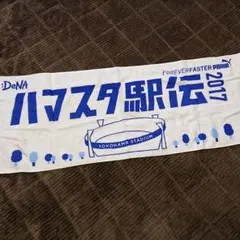 :DeNA
FOREVER FASTER PUMA
ハマスタ駅伝
2017
YOKOHAMA STADIUM